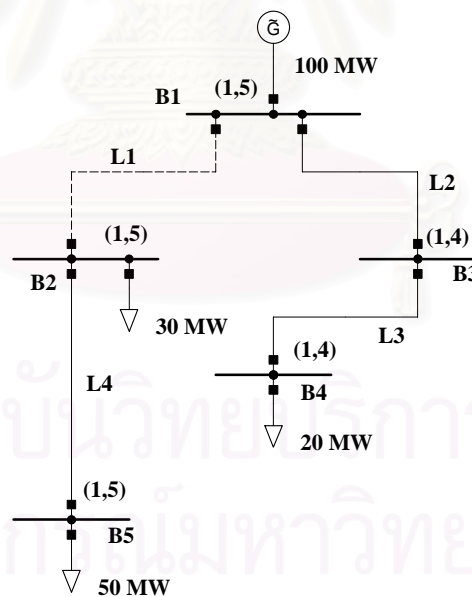 G̃
100 MW
(1,5)
B1
L1
L2
(1,5)
(1,4)
B2
B3
30 MW
L3
(1,4)
L4
B4
20 MW
(1,5)
B5
50 MW